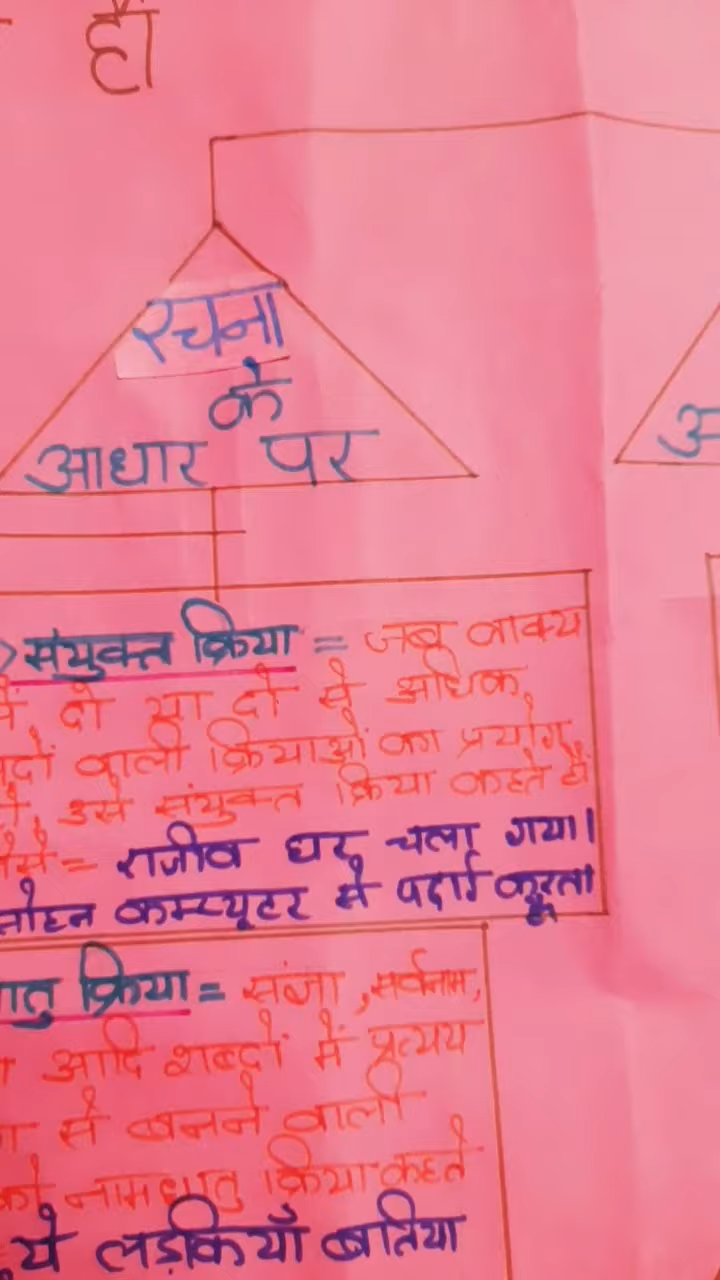 है
रचना
के
आधार पर
अ
संयुक्त क्रिया = जब वाक्य
में दो या दो से अधिक,
पदों वाली क्रियाओं का प्रयोग
उसे संयुक्त क्रिया कहते हैं
जैसे = राजीव घर चला गया।
मोहन कम्प्यूटर से पढाई करता
है
धातु क्रिया = संज्ञा, सर्वनाम,
आदि शब्दों में प्रत्यय
से बनने वाली
को नामधातु क्रिया कहते
ये लड़कियाँ बतिया